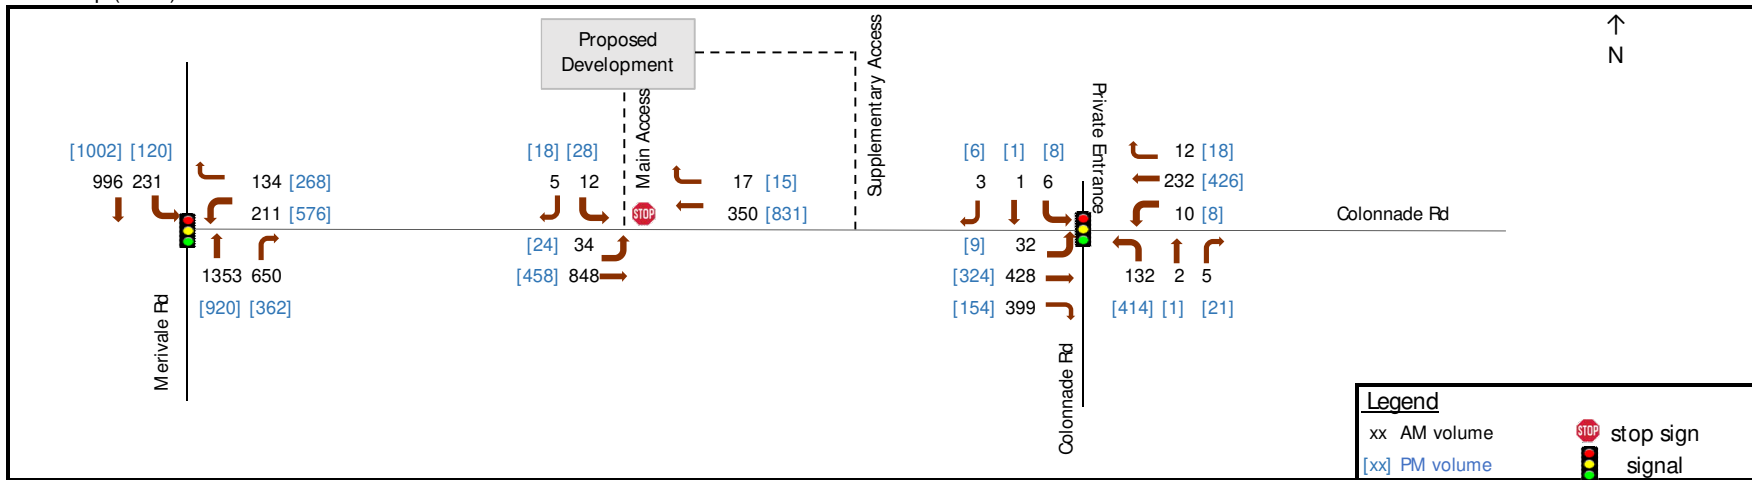 Proposed
Development
Main Access
Supplementary Access
Private Entrance
N
[1002] [120]
996 231
134 [268]
211 [576]
1353 650
[920] [362]
Merivale Rd
[18] [28]
5 12
17 [15]
350 [831]
STOP
[24] 34
[458] 848
[6] [1] [8]
3 1 6
12 [18]
232 [426]
10 [8]
Colonnade Rd
[9] 32
[324] 428
[154] 399
132 2 5
[414] [1] [21]
Colonnade Rd
Legend
xx AM volume
[xx] PM volume
STOP stop sign
signal